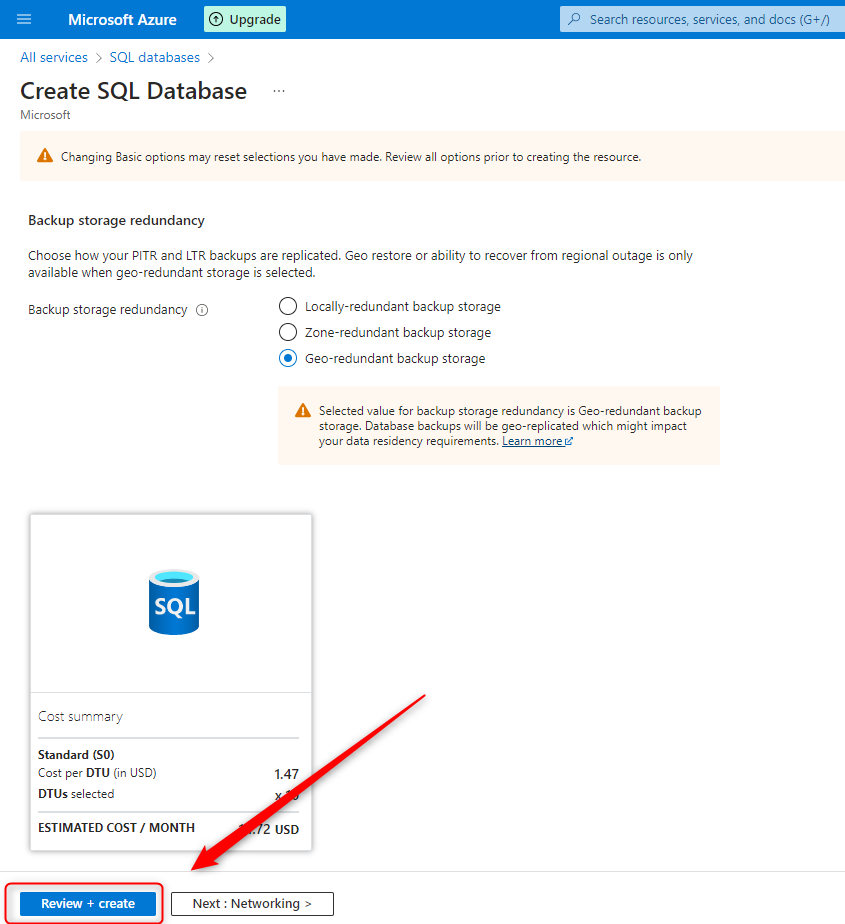 Microsoft Azure
Upgrade
Search resources, services, and docs (G+/)
All services > SQL databases >
Create SQL Database ...
Microsoft
Changing Basic options may reset selections you have made. Review all options prior to creating the resource.
Backup storage redundancy
Choose how your PITR and LTR backups are replicated. Geo restore or ability to recover from regional outage is only
available when geo-redundant storage is selected.
Backup storage redundancy
Locally-redundant backup storage
Zone-redundant backup storage
Geo-redundant backup storage
Selected value for backup storage redundancy is Geo-redundant backup
storage. Database backups will be geo-replicated which might impact
your data residency requirements. Learn more
SQL
Cost summary
Standard (S0)
Cost per DTU (in USD) 1.47
DTUs selected x
ESTIMATED COST / MONTH USD
Review + create
Next : Networking >